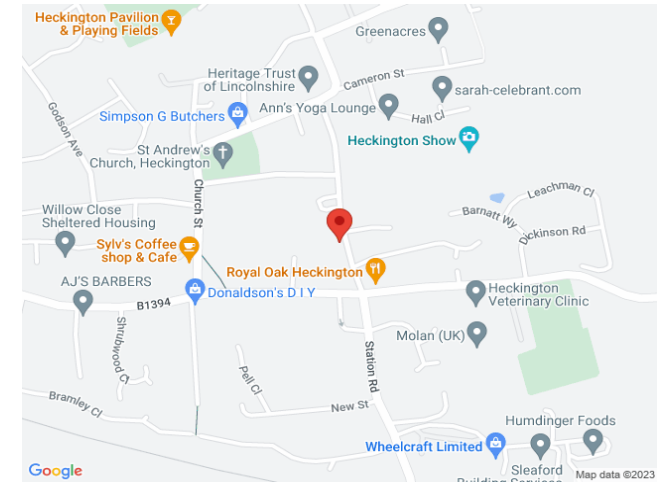 Heckington Pavilion
& Playing Fields
Greenacres
Heritage Trust
of Lincolnshire
Cameron St
sarah-celebrant.com
Ann's Yoga Lounge
Hall Cl
Simpson G Butchers
Godson Ave
Heckington Show
St Andrew's
Church, Heckington
Church St
Leachman Cl
Willow Close
Sheltered Housing
Barnatt Wy
Dickinson Rd
Sylv's Coffee
shop & Cafe
Royal Oak Heckington
AJ'S BARBERS
B1394
Donaldson's D I Y
Heckington
Veterinary Clinic
Shrubwood Cl
Molan (UK)
Station Rd
Pell Cl
Bramley Cl
New St
Humdinger Foods
Wheelcraft Limited
Sleaford
Building Services
Google
Map data ©2023